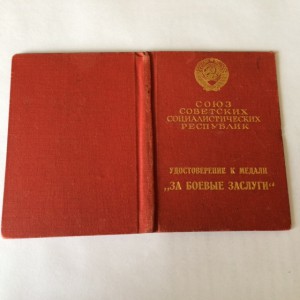 СОЮЗ
СОВЕТСКИХ
СОЦИАЛИСТИЧЕСКИХ
РЕСПУБЛИК
УДОСТОВЕРЕНИЕ К МЕДАЛИ
„ЗА БОЕВЫЕ ЗАСЛУГИ“